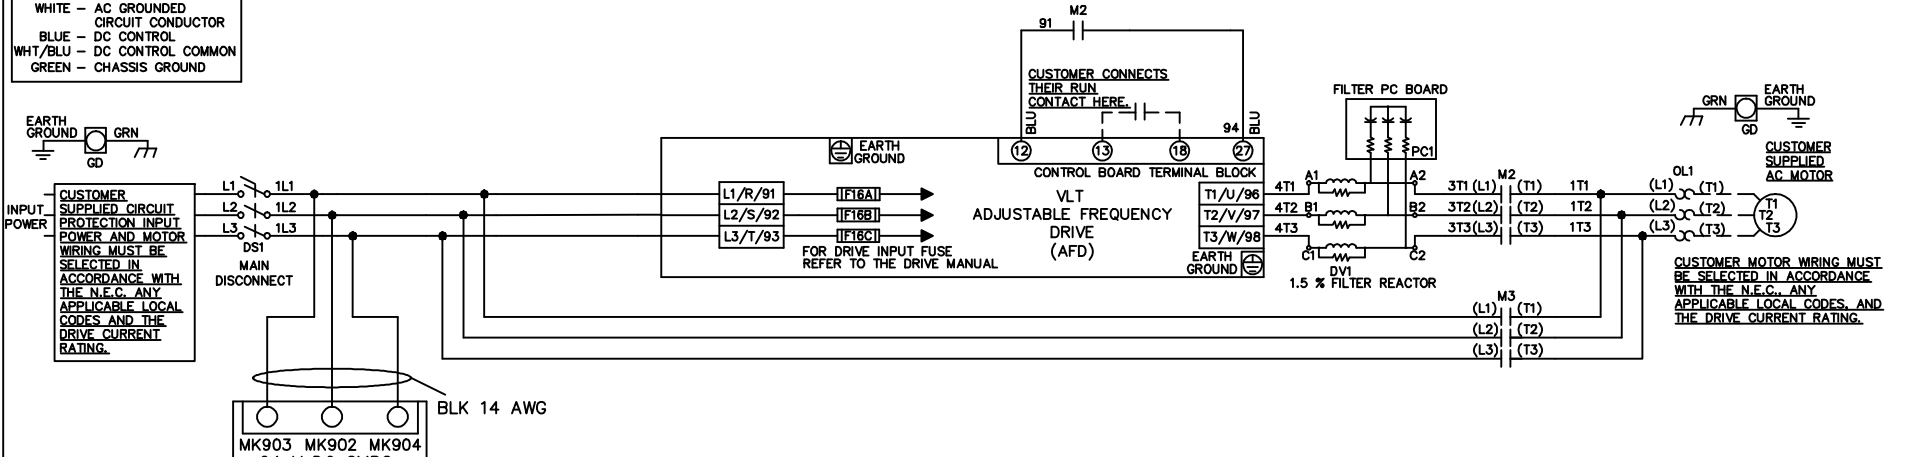 WHITE – AC GROUNDED
CIRCUIT CONDUCTOR
BLUE – DC CONTROL
WHT/BLU – DC CONTROL COMMON
GREEN – CHASSIS GROUND
EARTH
GROUND
GRN
GD
INPUT
POWER
CUSTOMER
SUPPLIED CIRCUIT
PROTECTION INPUT
POWER AND MOTOR
WIRING MUST BE
SELECTED IN
ACCORDANCE WITH
THE N.E.C. ANY
APPLICABLE LOCAL
CODES AND THE
DRIVE CURRENT
RATING.
L1 1L1
L2 1L2
L3 1L3
DS1
MAIN
DISCONNECT
BLK 14 AWG
MK903 MK902 MK904
M2
91
CUSTOMER CONNECTS
THEIR RUN
CONTACT HERE.
BLU
94 BLU
12 13 18 27
CONTROL BOARD TERMINAL BLOCK
EARTH
GROUND
L1/R/91 F16A
L2/S/92 F16B
L3/T/93 F16C
FOR DRIVE INPUT FUSE
REFER TO THE DRIVE MANUAL
VLT
ADJUSTABLE FREQUENCY
DRIVE
(AFD)
T1/U/96 4T1
T2/V/97 4T2
T3/W/98 4T3
EARTH
GROUND
FILTER PC BOARD
PC1
A1 A2
B1 B2
C1 C2
DV1
1.5 % FILTER REACTOR
M2
3T1 (L1) (T1) 1T1
3T2(L2) (T2) 1T2
3T3(L3) (T3) 1T3
M3
(L1) (T1)
(L2) (T2)
(L3) (T3)
GRN
EARTH
GROUND
GD
CUSTOMER
SUPPLIED
AC MOTOR
OL1
(L1) (T1) T1
(L2) (T2) T2
(L3) (T3) T3
CUSTOMER MOTOR WIRING MUST
BE SELECTED IN ACCORDANCE
WITH THE N.E.C., ANY
APPLICABLE LOCAL CODES, AND
THE DRIVE CURRENT RATING.